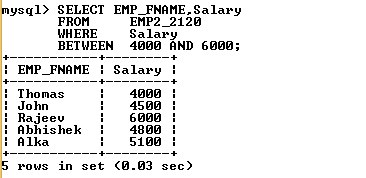 mysql> SELECT EMP_FNAME,Salary
FROM EMP2_2120
WHERE Salary
BETWEEN 4000 AND 6000;
+-----------+--------+
| EMP_FNAME | Salary |
+-----------+--------+
| Thomas | 4000 |
| John | 4500 |
| Rajeev | 6000 |
| Abhishek | 4800 |
| Alka | 5100 |
+-----------+--------+
5 rows in set (0.03 sec)